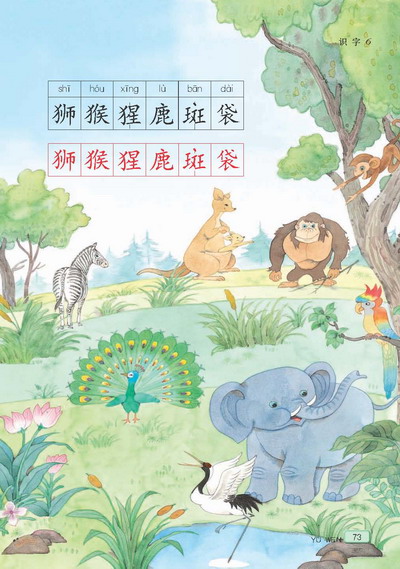 识字 6
shī hóu xīng lù bān dài
狮 猴 猩 鹿 斑 袋
狮 猴 猩 鹿 斑 袋
YU WEN 73